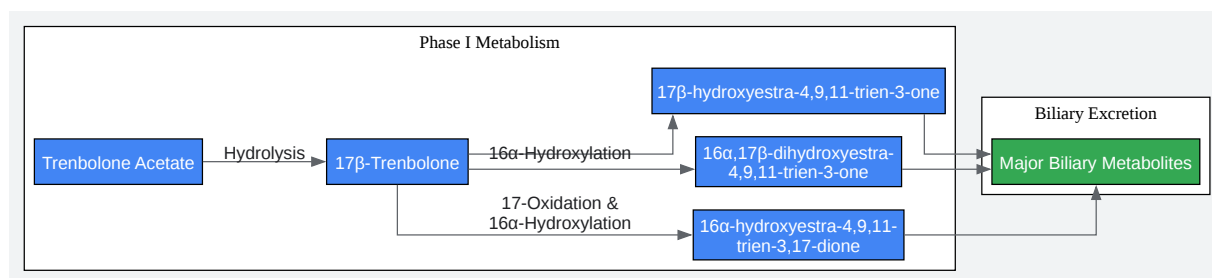 Phase I Metabolism
17β-hydroxyestra-4,9,11-trien-3-one
Biliary Excretion
Trenbolone Acetate
Hydrolysis
17β-Trenbolone
16α-Hydroxylation
16α,17β-dihydroxyestra-
4,9,11-trien-3-one
Major Biliary Metabolites
17-Oxidation &
16α-Hydroxylation
16α-hydroxyestra-4,9,11-
trien-3,17-dione